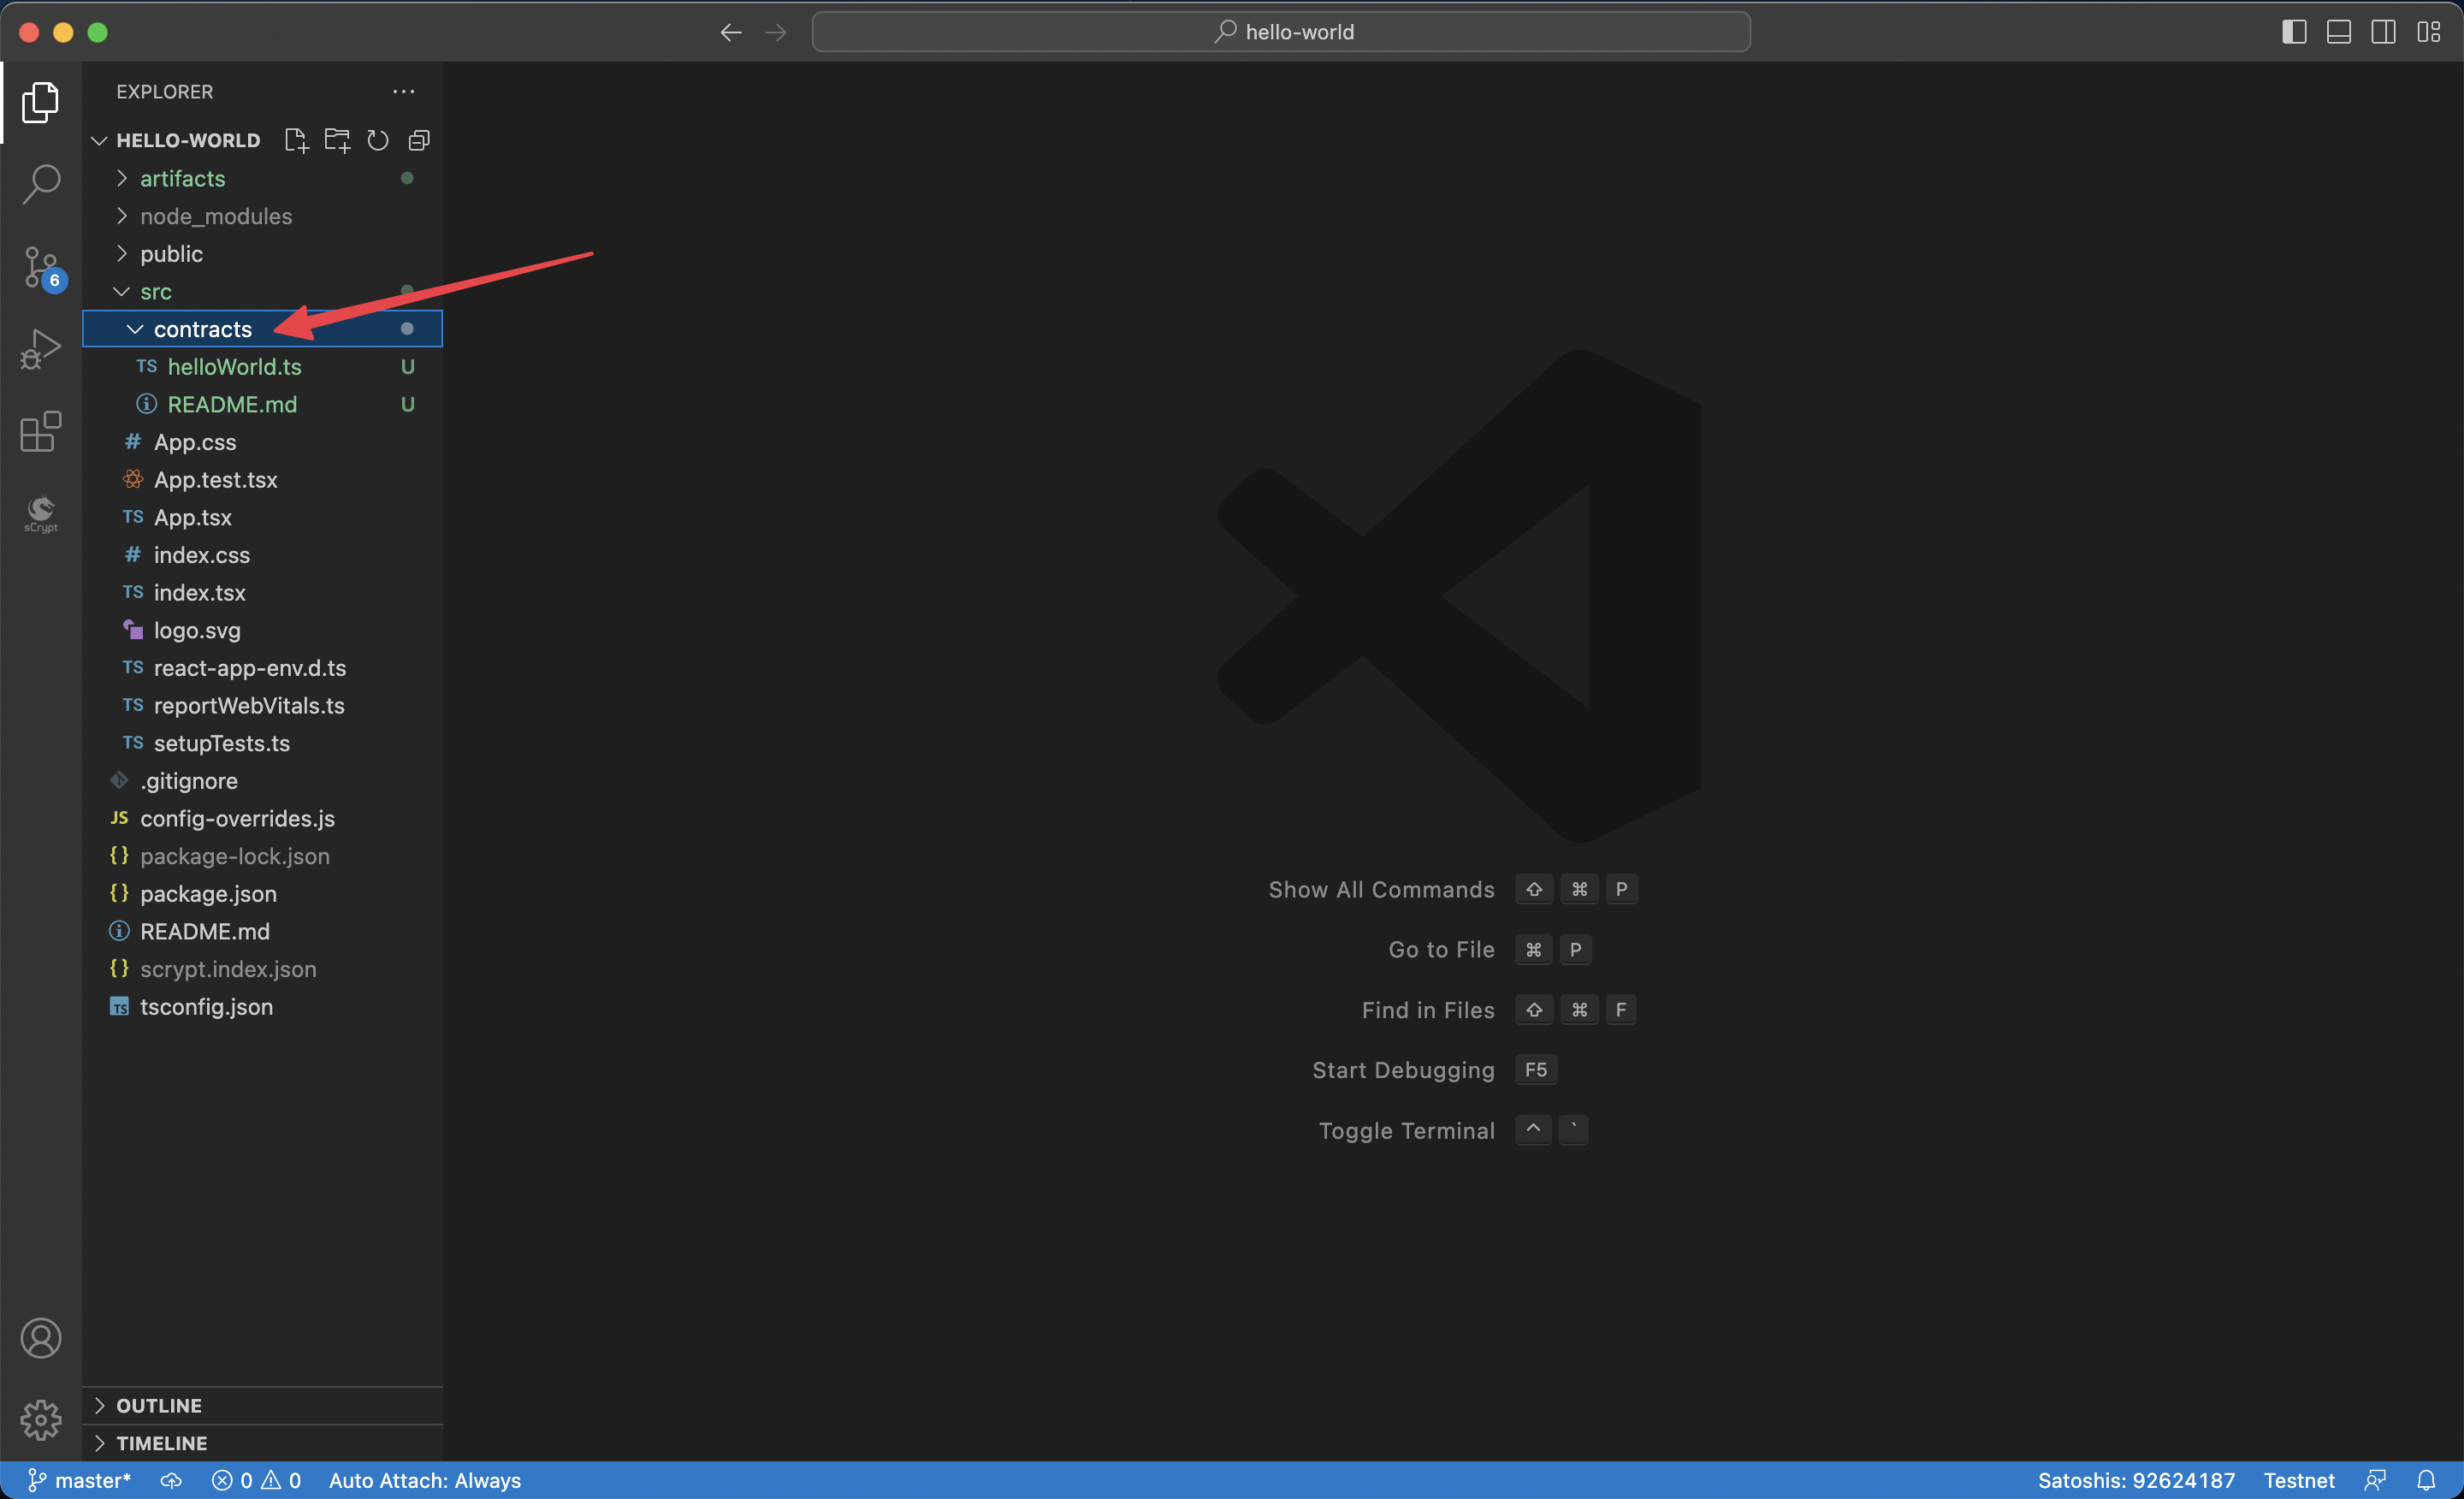 hello-world
EXPLORER
HELLO-WORLD
artifacts
node_modules
public
6
src
contracts
TS helloWorld.ts U
README.md U
# App.css
App.test.tsx
TS App.tsx
sCrypt
# index.css
TS index.tsx
logo.svg
TS react-app-env.d.ts
TS reportWebVitals.ts
TS setupTests.ts
.gitignore
JS config-overrides.js
{} package-lock.json
{} package.json
README.md
{} scrypt.index.json
TS tsconfig.json
Show All Commands ⇧ ⌘ P
Go to File ⌘ P
Find in Files ⇧ ⌘ F
Start Debugging F5
Toggle Terminal ^ `
OUTLINE
TIMELINE
master* 0 0 Auto Attach: Always Satoshis: 92624187 Testnet